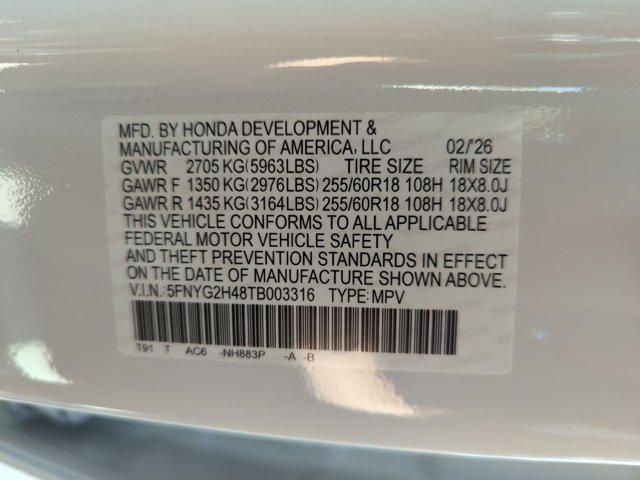 MFD. BY HONDA DEVELOPMENT &
MANUFACTURING OF AMERICA, LLC 02/'26
GVWR 2705 KG(5963LBS) TIRE SIZE RIM SIZE
GAWR F 1350 KG(2976LBS) 255/60R18 108H 18X8.0J
GAWR R 1435 KG(3164LBS) 255/60R18 108H 18X8.0J
THIS VEHICLE CONFORMS TO ALL APPLICABLE
FEDERAL MOTOR VEHICLE SAFETY
AND THEFT PREVENTION STANDARDS IN EFFECT
ON THE DATE OF MANUFACTURE SHOWN ABOVE.
V.I.N.:5FNYG2H48TB003316 TYPE:MPV
T91 T AC6 -NH883P -A -B